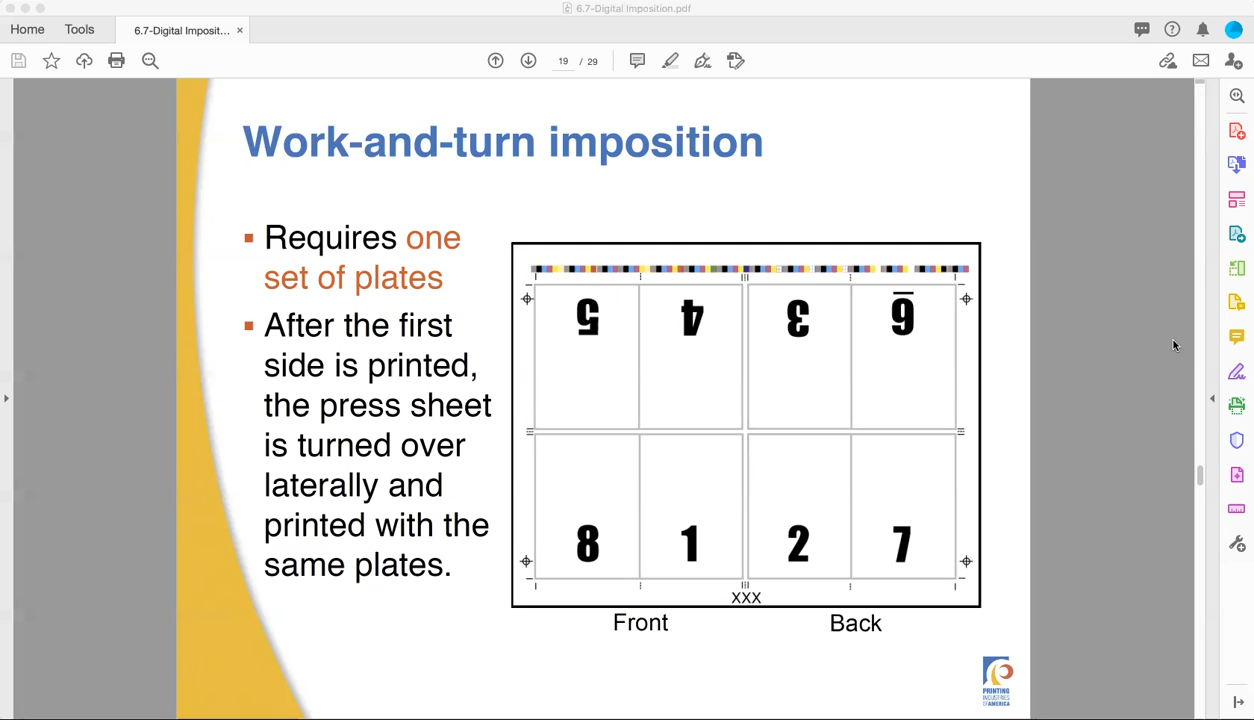 6.7-Digital Imposition.pdf
Home Tools 6.7-Digital Imposit... ×
19 / 29
Work-and-turn imposition
Requires one
set of plates
After the first
side is printed,
the press sheet
is turned over
laterally and
printed with the
same plates.
5 4 3 6
8 1 2 7
XXX
Front Back
PRINTING
INDUSTRIES
OF AMERICA